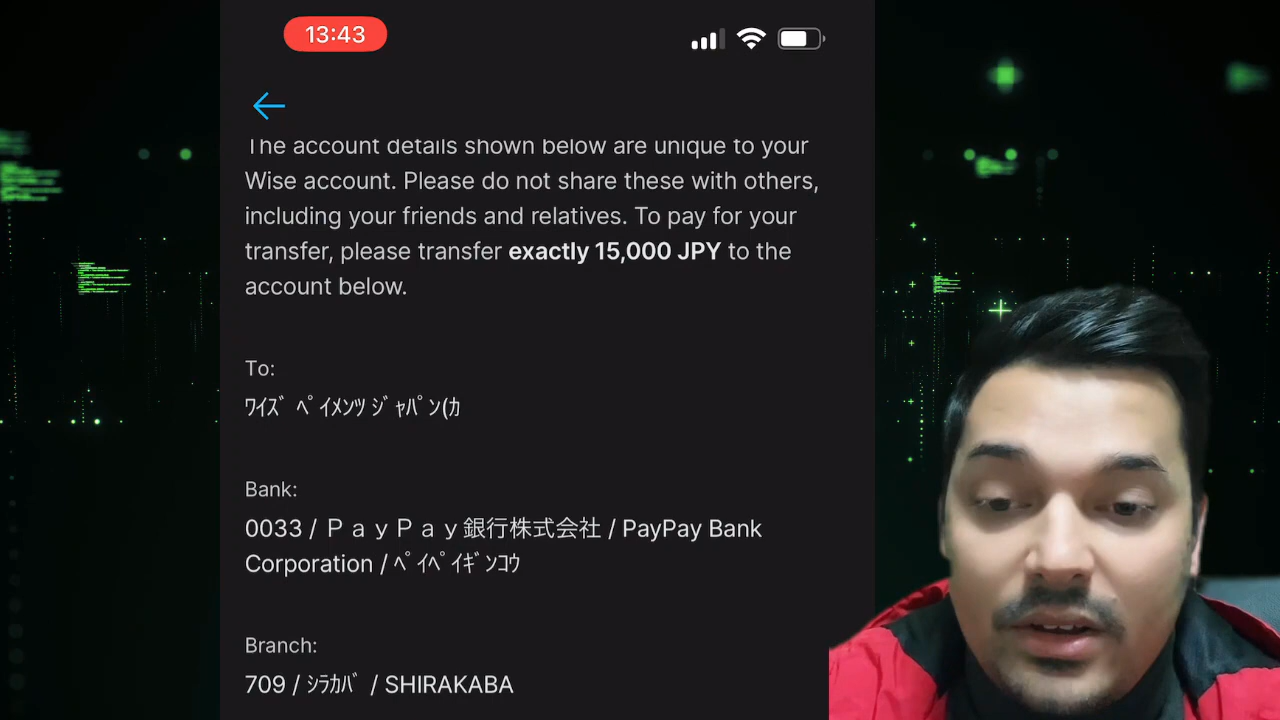 13:43
The account details shown below are unique to your
Wise account. Please do not share these with others,
including your friends and relatives. To pay for your
transfer, please transfer exactly 15,000 JPY to the
account below.
To:
ﾜｲｽﾞ ﾍﾟｲﾒﾝﾂ ｼﾞｬﾊﾟﾝ(ｶ
Bank:
0033 / ＰａｙＰａｙ銀行株式会社 / PayPay Bank
Corporation / ﾍﾟｲﾍﾟｲｷﾞﾝｺｳ
Branch:
709 / ｼﾗｶﾊﾞ / SHIRAKABA